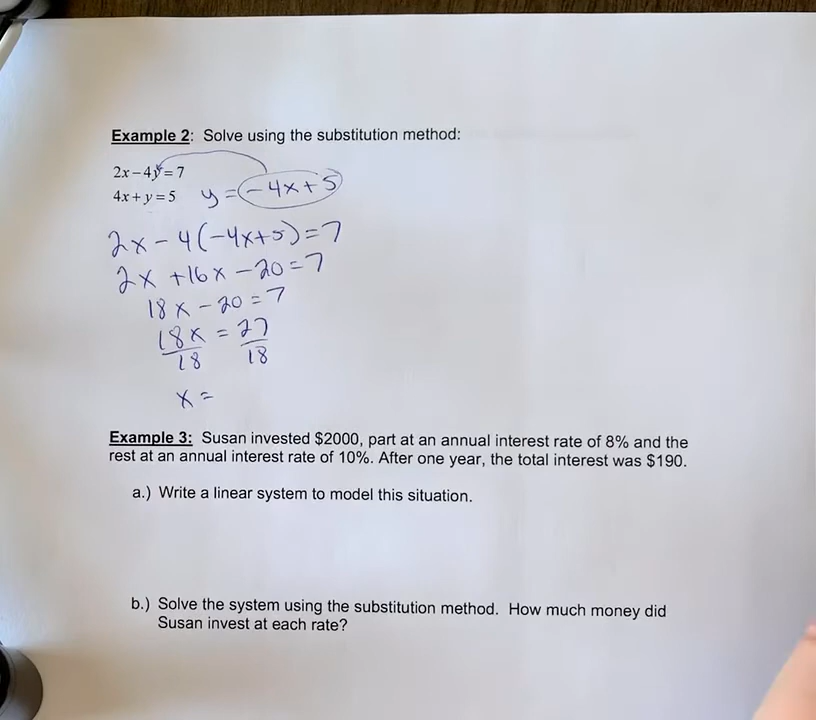 Example 2: Solve using the substitution method:
2x – 4y = 7
4x + y = 5 y = -4x+5
2x - 4(-4x+5)=7
2x +16x -20=7
18x -20=7
18x = 27
18 18
x =
Example 3: Susan invested $2000, part at an annual interest rate of 8% and the
rest at an annual interest rate of 10%. After one year, the total interest was $190.
a.) Write a linear system to model this situation.
b.) Solve the system using the substitution method. How much money did
Susan invest at each rate?